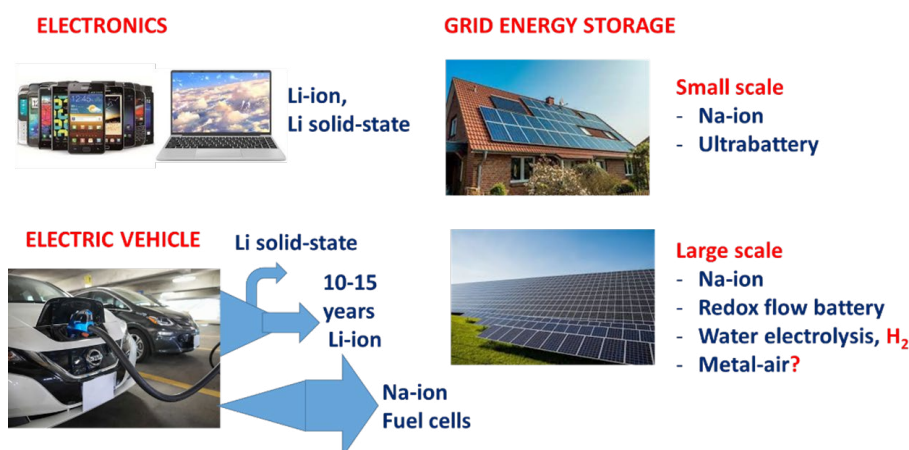 ELECTRONICS
Li-ion,
Li solid-state
GRID ENERGY STORAGE
Small scale
- Na-ion
- Ultrabattery
ELECTRIC VEHICLE
Li solid-state
10-15
years
Li-ion
Na-ion
Fuel cells
Large scale
- Na-ion
- Redox flow battery
- Water electrolysis, H₂
- Metal-air?